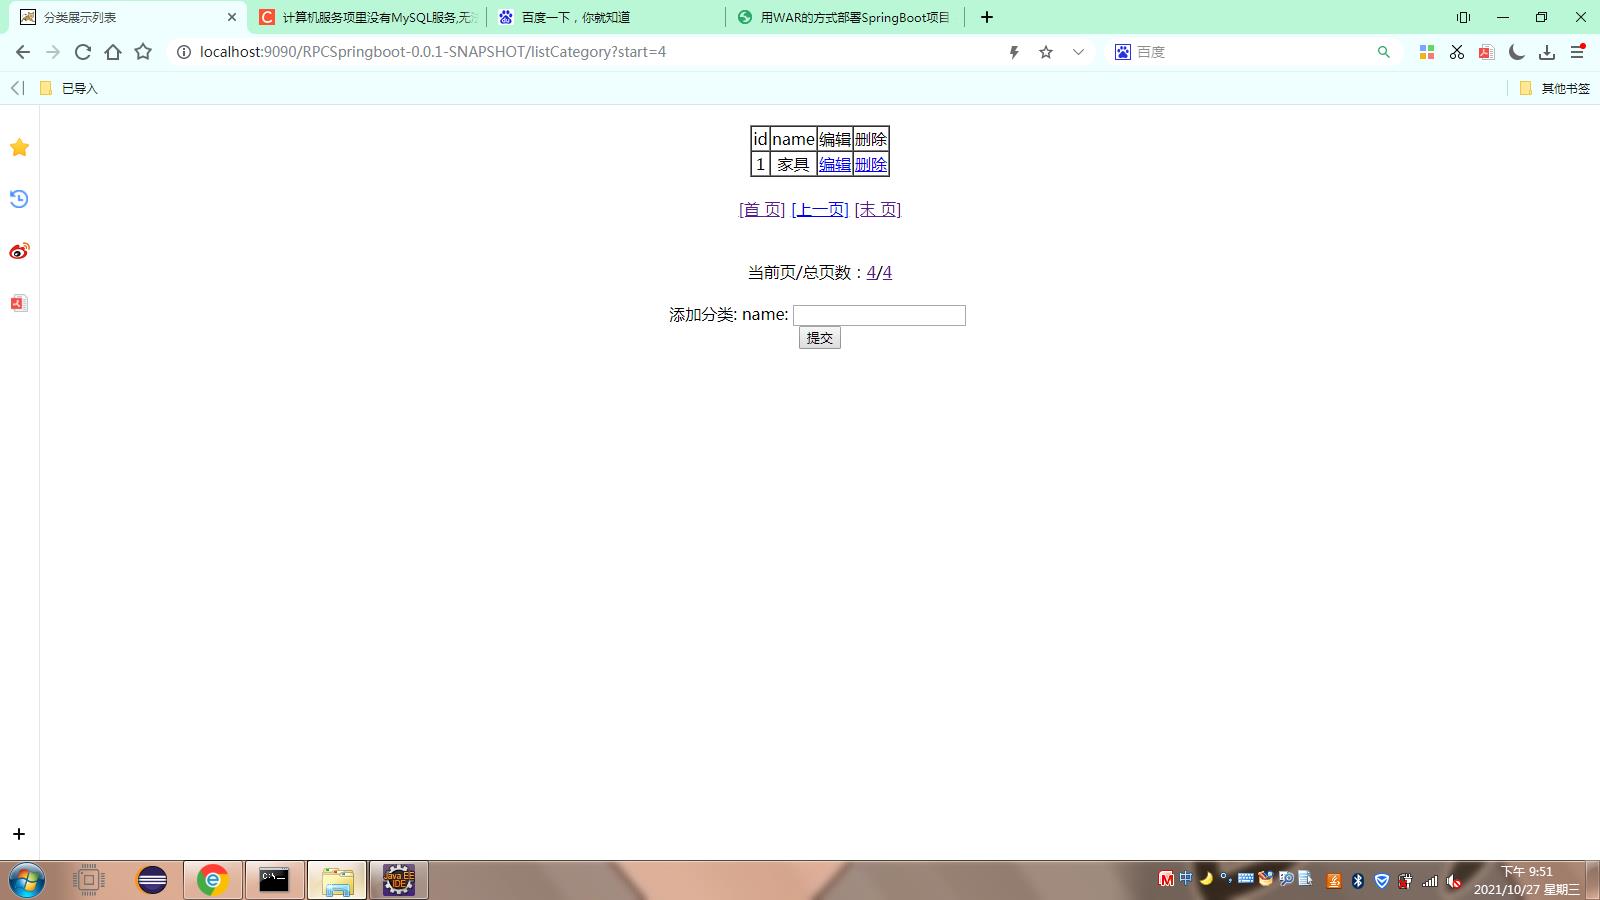 分类展示列表
计算机服务项里没有MySQL服务,无法
百度一下，你就知道
用WAR的方式部署SpringBoot项目
localhost:9090/RPCSpringboot-0.0.1-SNAPSHOT/listCategory?start=4
百度
已导入
其他书签
id name 编辑 删除
1 家具 编辑 删除
[首 页] [上一页] [末 页]
当前页/总页数：4/4
添加分类: name:
提交
C:\_
Java EE
IDE
中
下午 9:51
2021/10/27 星期三